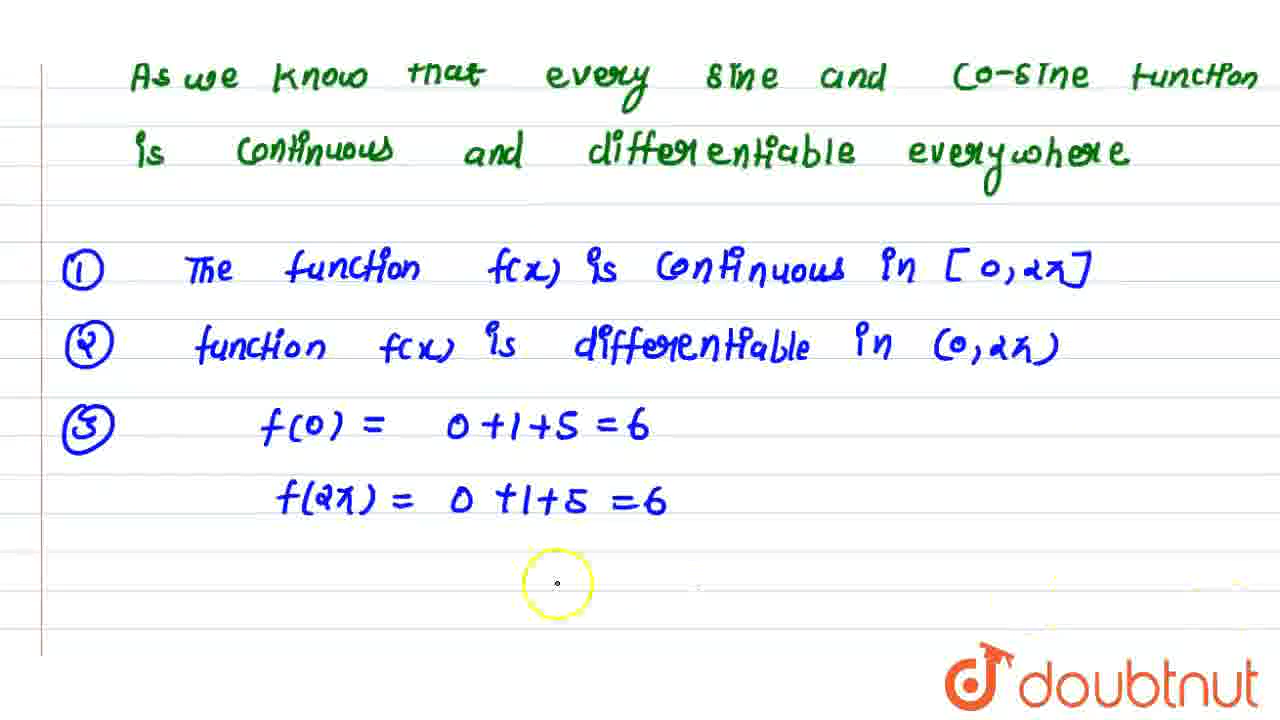 As we know that every sine and co-sine function
is continuous and differentiable everywhere
① The function f(x) is continuous in [0,2π]
② function f(x) is differentiable in (0,2π)
③ f(0) = 0+1+5 = 6
f(2π) = 0+1+5 = 6
doubtnut